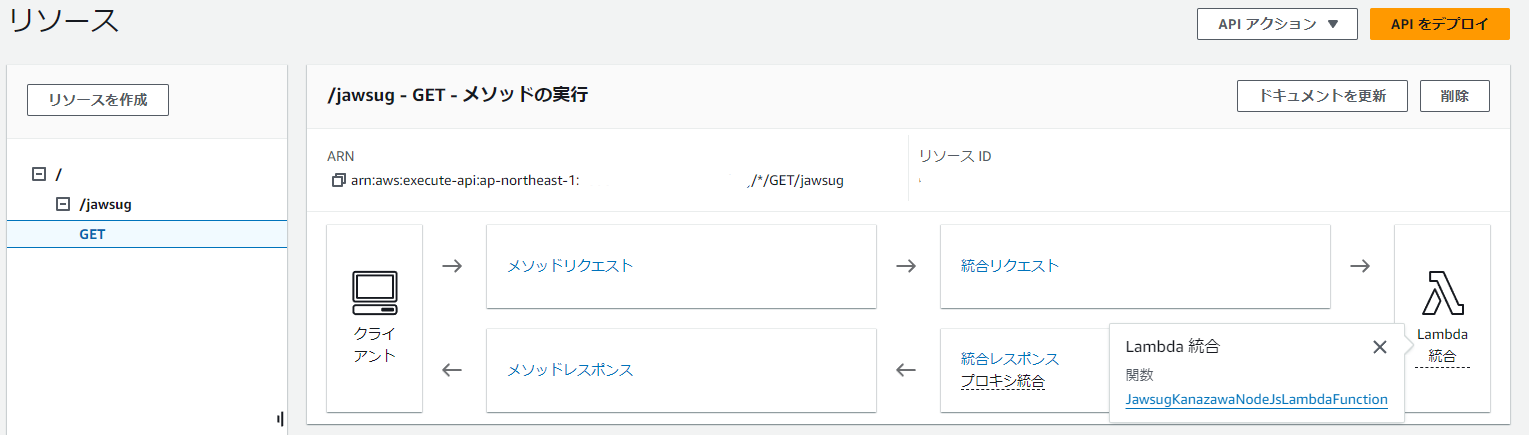 リソース
API アクション ▼
API をデプロイ
リソースを作成
/
/jawsug
GET
/jawsug - GET - メソッドの実行
ドキュメントを更新
削除
ARN
arn:aws:execute-api:ap-northeast-1:
/*/GET/jawsug
リソース ID
クライ
アント
メソッドリクエスト
統合リクエスト
メソッドレスポンス
統合レスポンス
プロキシ統合
Lambda
統合
Lambda 統合
関数
JawsugKanazawaNodeJsLambdaFunction